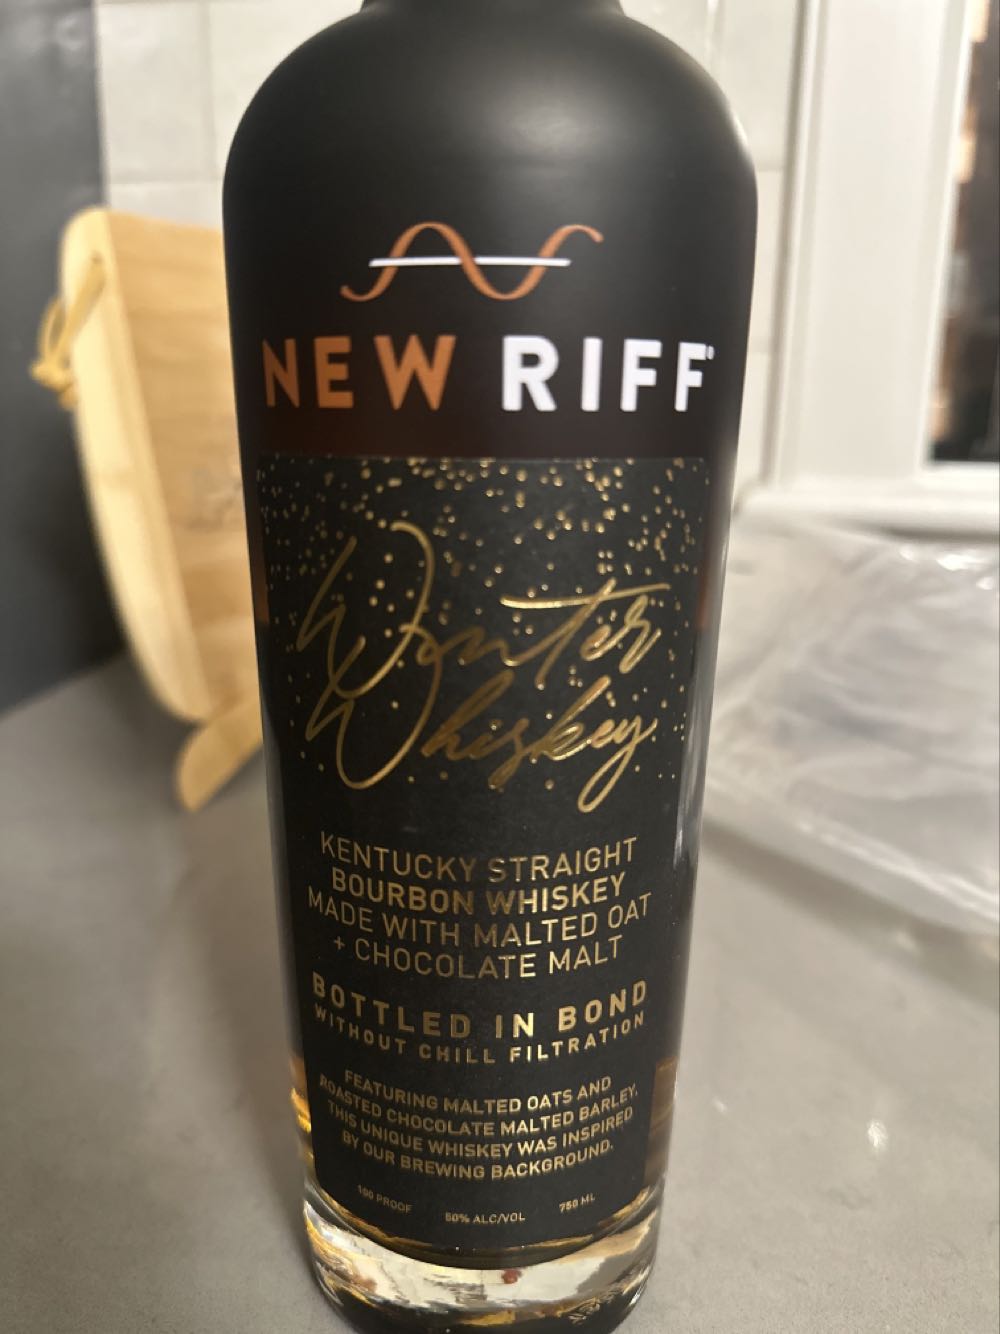 NEW RIFF®
Winter
Whiskey
KENTUCKY STRAIGHT
BOURBON WHISKEY
MADE WITH MALTED OAT
+ CHOCOLATE MALT
BOTTLED IN BOND
WITHOUT CHILL FILTRATION
FEATURING MALTED OATS AND
ROASTED CHOCOLATE MALTED BARLEY,
THIS UNIQUE WHISKEY WAS INSPIRED
BY OUR BREWING BACKGROUND.
100 PROOF 50% ALC/VOL 750 ML